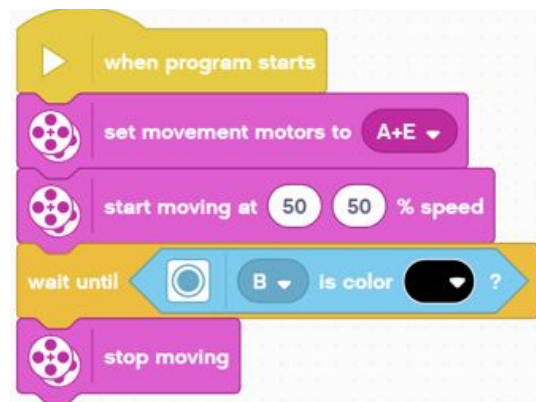 when program starts
set movement motors to A+E
start moving at 50 50 % speed
wait until B is color ?
stop moving